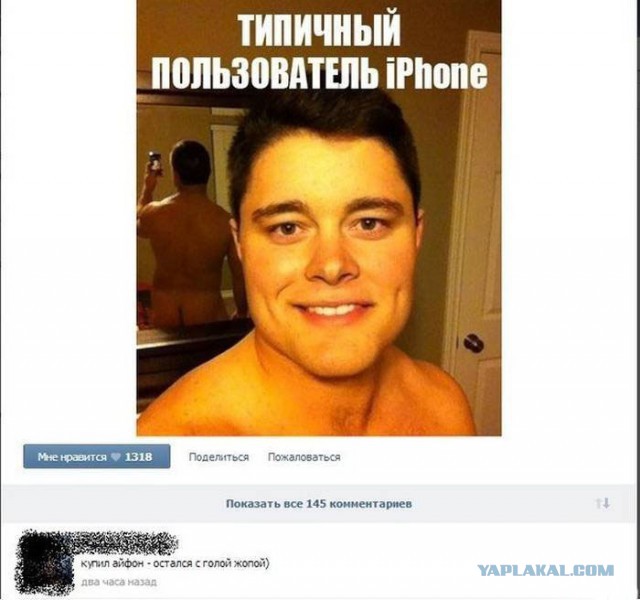 ТИПИЧНЫЙ
ПОЛЬЗОВАТЕЛЬ iPhone
Мне нравится 1318 Поделиться Пожаловаться
Показать все 145 комментариев
купил айфон - остался с голой жопой)
два часа назад
YAPLAKAL.COM